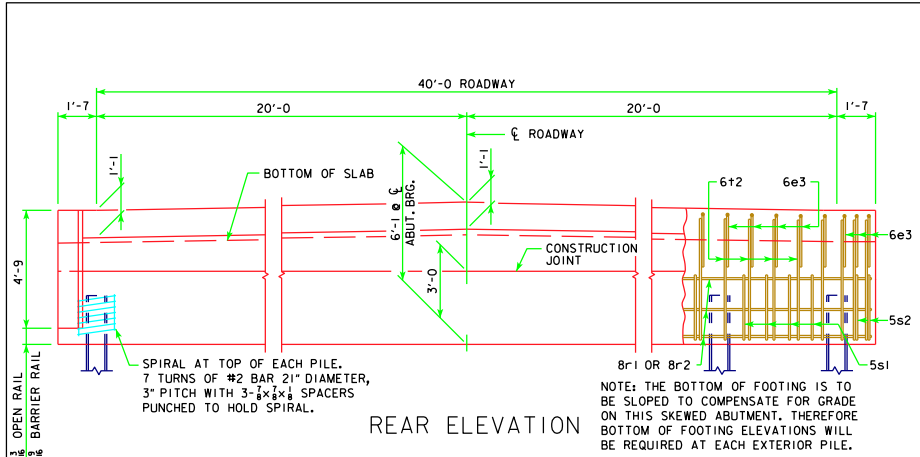 40'-0 ROADWAY
1'-7
20'-0
20'-0
1'-7
℄ ROADWAY
1'-1
1'-1
BOTTOM OF SLAB
6'-1 @ ℄
ABUT. BRG.
6t2
6e3
6e3
4'-9
3'-0
CONSTRUCTION
JOINT
5s2
SPIRAL AT TOP OF EACH PILE.
7 TURNS OF #2 BAR 21" DIAMETER,
3" PITCH WITH 3-⅞x⅞x⅛ SPACERS
PUNCHED TO HOLD SPIRAL.
8r1 OR 8r2
5s1
NOTE: THE BOTTOM OF FOOTING IS TO
BE SLOPED TO COMPENSATE FOR GRADE
ON THIS SKEWED ABUTMENT. THEREFORE
BOTTOM OF FOOTING ELEVATIONS WILL
BE REQUIRED AT EACH EXTERIOR PILE.
REAR ELEVATION
OPEN RAIL
BARRIER RAIL